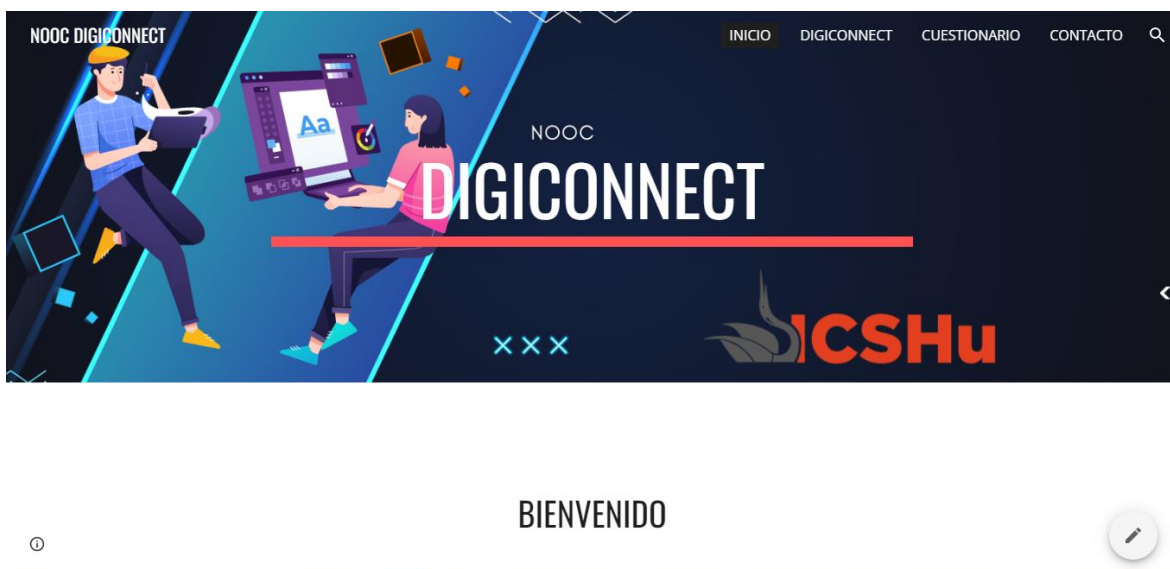 NOOC DIGICONNECT
INICIO DIGICONNECT CUESTIONARIO CONTACTO
Aa
NOOC
DIGICONNECT
ICSHu
BIENVENIDO